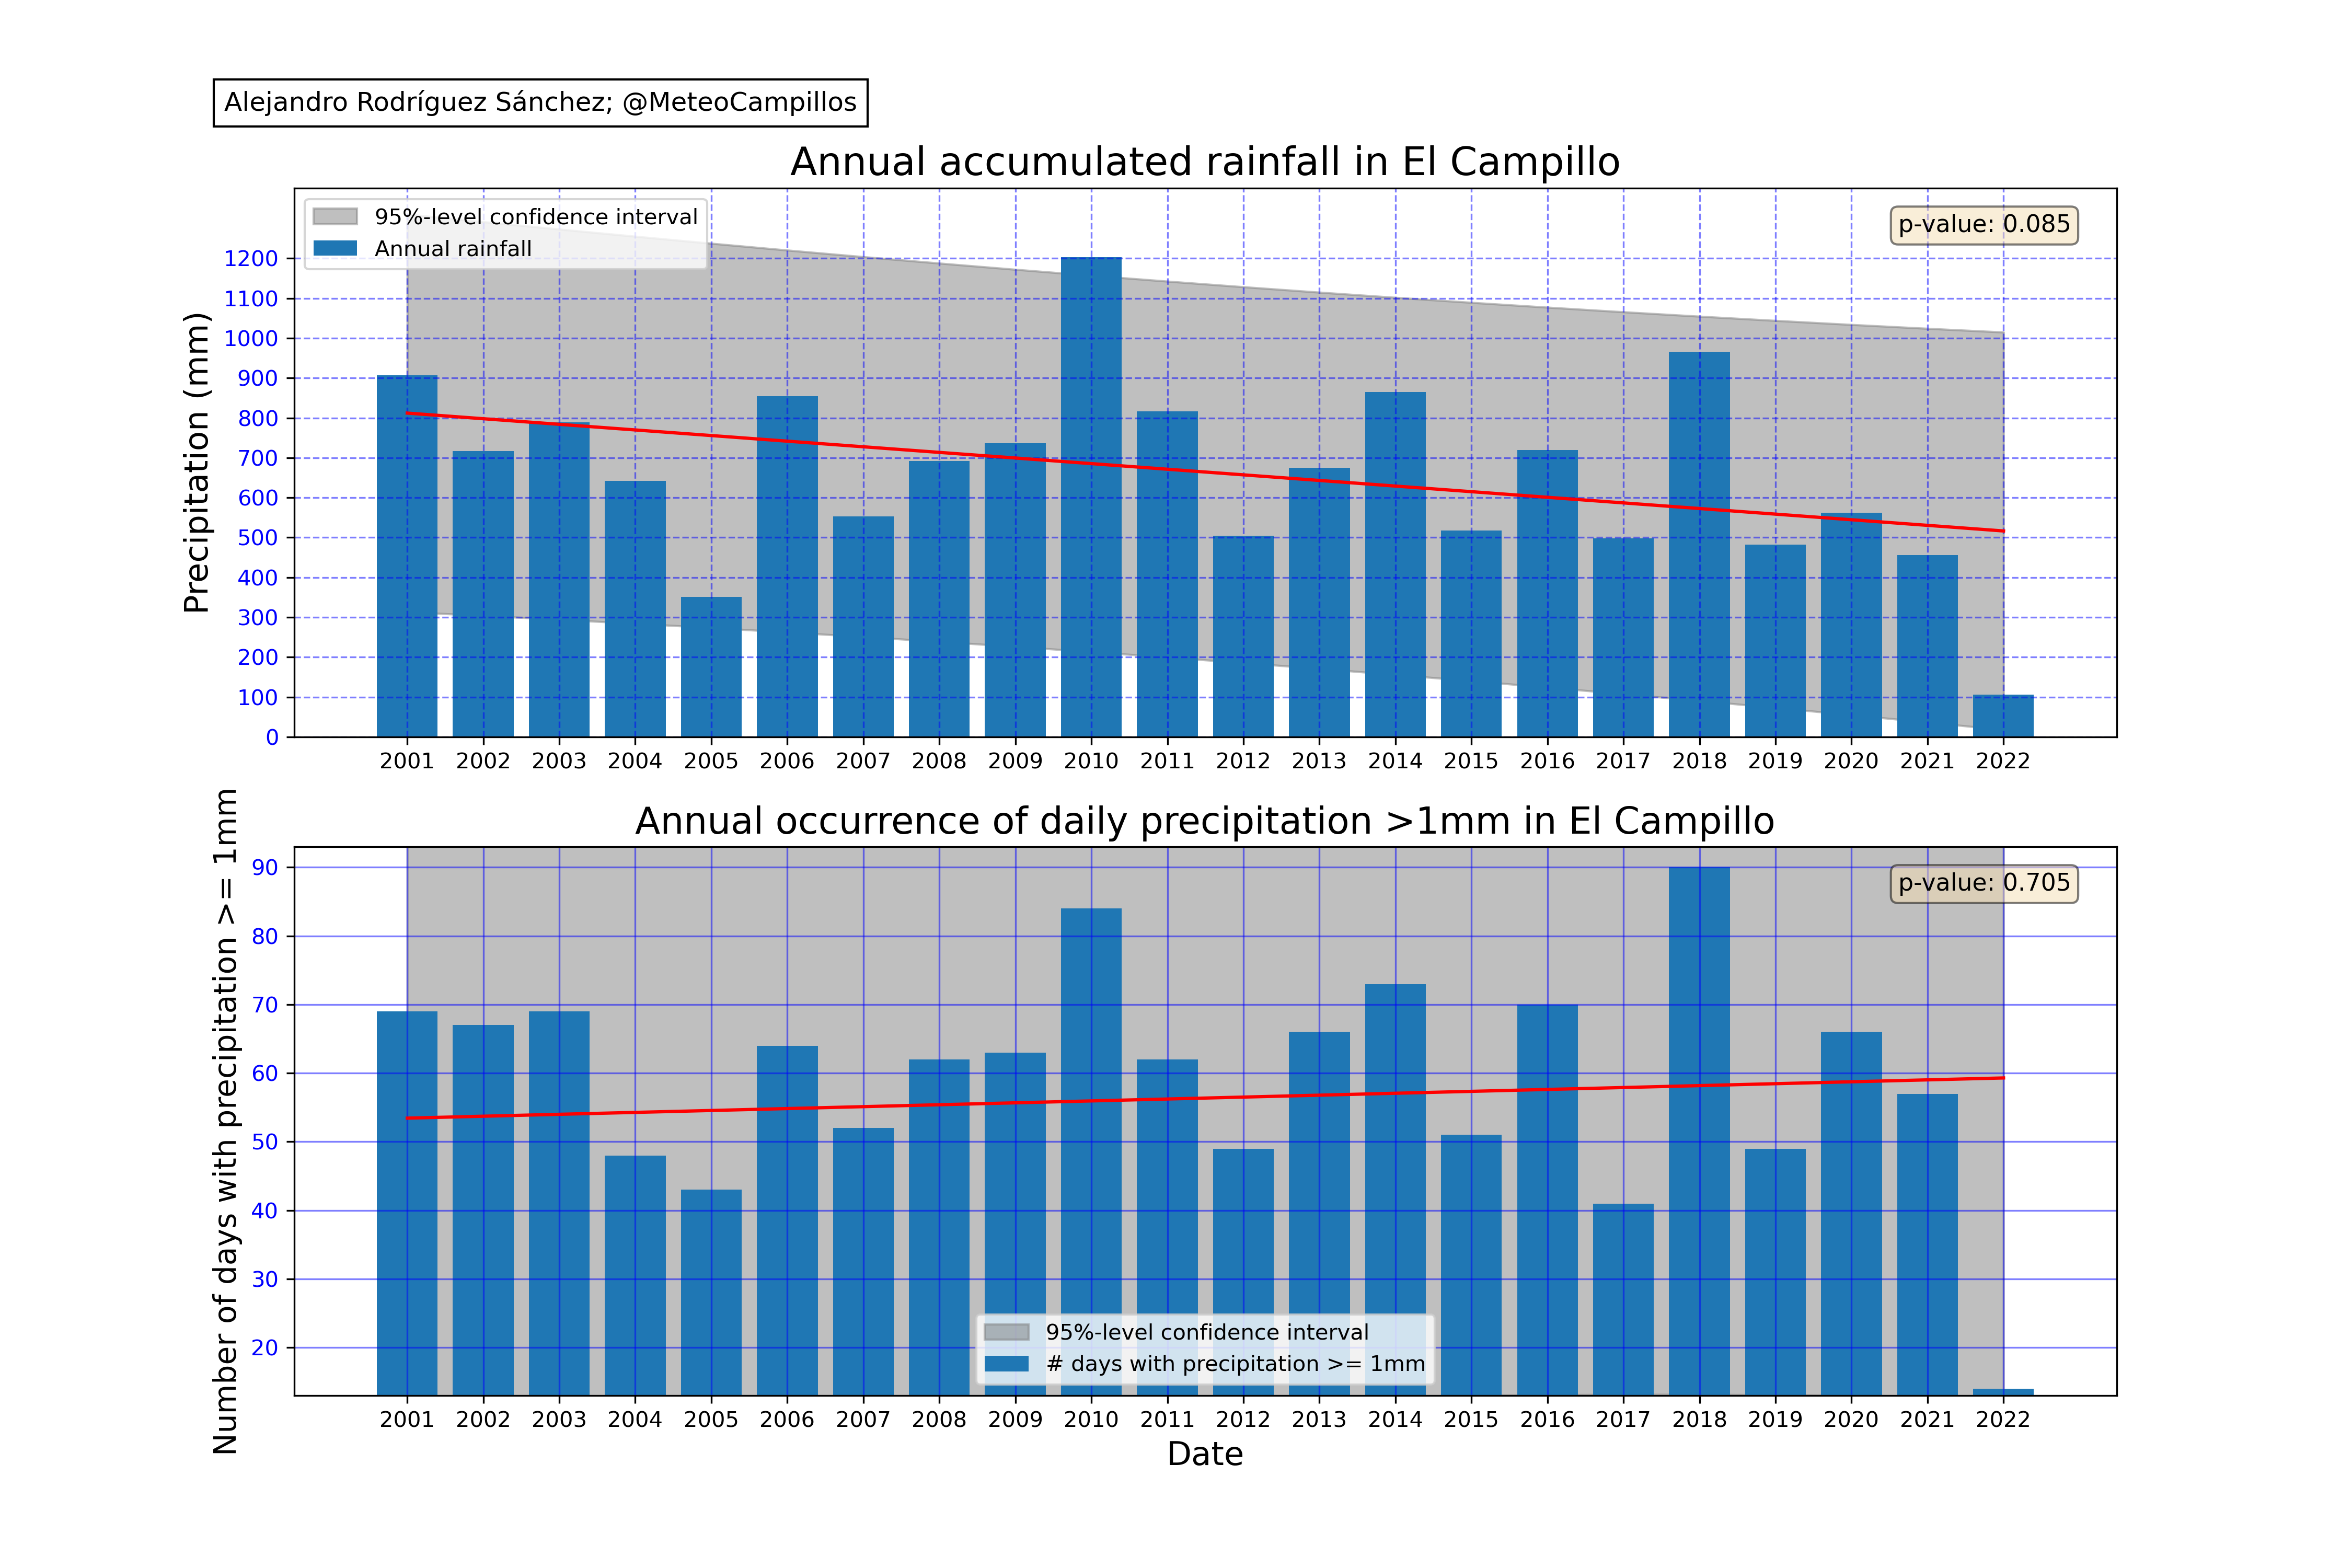 Alejandro Rodríguez Sánchez; @MeteoCampillos
Annual accumulated rainfall in El Campillo
95%-level confidence interval
Annual rainfall
p-value: 0.085
Precipitation (mm)
1200
1100
1000
900
800
700
600
500
400
300
200
100
0
2001 2002 2003 2004 2005 2006 2007 2008 2009 2010 2011 2012 2013 2014 2015 2016 2017 2018 2019 2020 2021 2022
Annual occurrence of daily precipitation >1mm in El Campillo
p-value: 0.705
Number of days with precipitation >= 1mm
90
80
70
60
50
40
30
20
95%-level confidence interval
# days with precipitation >= 1mm
2001 2002 2003 2004 2005 2006 2007 2008 2009 2010 2011 2012 2013 2014 2015 2016 2017 2018 2019 2020 2021 2022
Date